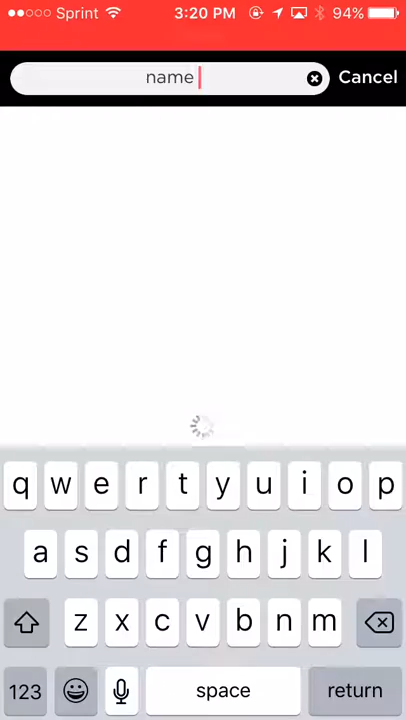 Sprint 3:20 PM 94%
name Cancel
q w e r t y u i o p
a s d f g h j k l
z x c v b n m
123 space return